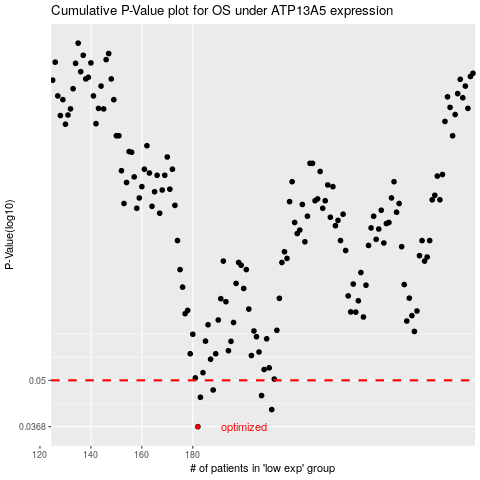 Cumulative P-Value plot for OS under ATP13A5 expression
P-Value(log10)
0.05
0.0368
optimized
120 140 160 180
# of patients in 'low exp' group